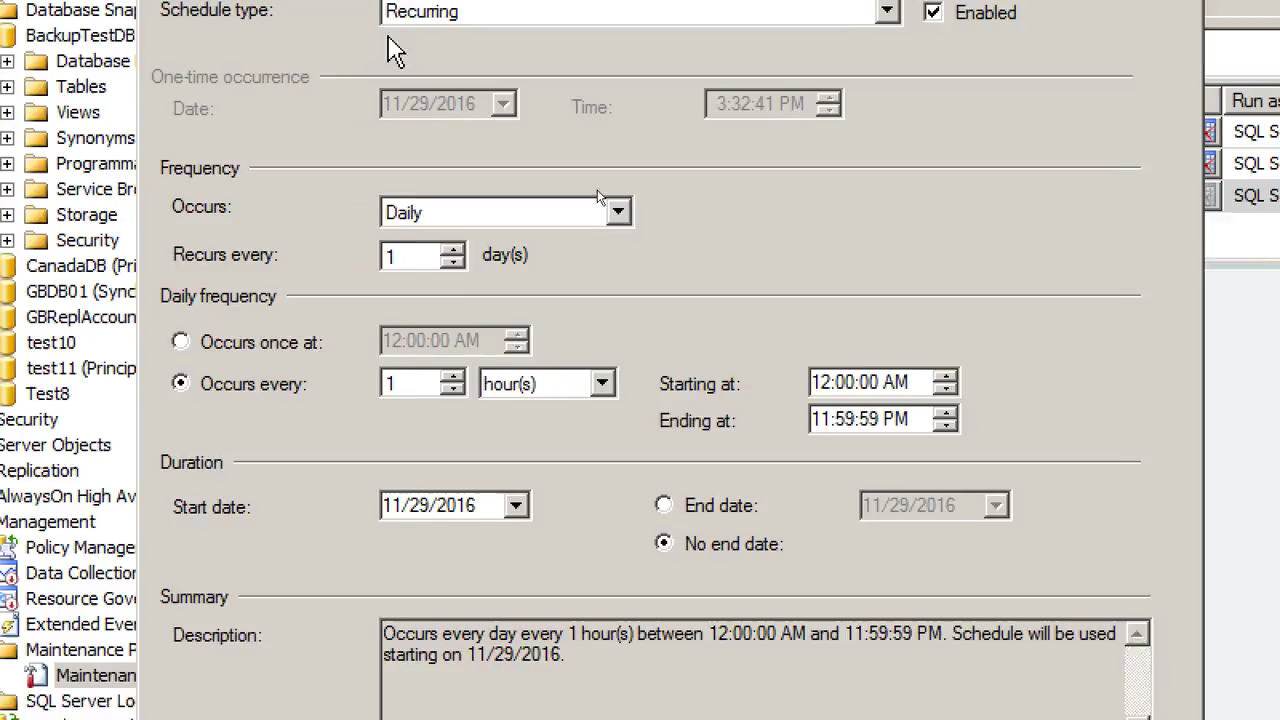 Database Snap
BackupTestDB
Database
Tables
Views
Synonyms
Programma
Service Br
Storage
Security
CanadaDB (Pri
GBDB01 (Sync
GBReplAccoun
test10
test11 (Princip
Test8
Security
Server Objects
Replication
AlwaysOn High Av
Management
Policy Manage
Data Collection
Resource Gov
Extended Eve
Maintenance P
Maintenan
SQL Server Lo
Schedule type: Recurring Enabled
One-time occurrence
Date: 11/29/2016 Time: 3:32:41 PM
Frequency
Occurs: Daily
Recurs every: 1 day(s)
Daily frequency
Occurs once at: 12:00:00 AM
Occurs every: 1 hour(s) Starting at: 12:00:00 AM
Ending at: 11:59:59 PM
Duration
Start date: 11/29/2016 End date: 11/29/2016
No end date:
Summary
Description: Occurs every day every 1 hour(s) between 12:00:00 AM and 11:59:59 PM. Schedule will be used
starting on 11/29/2016.
Run as
SQL S
SQL S
SQL S